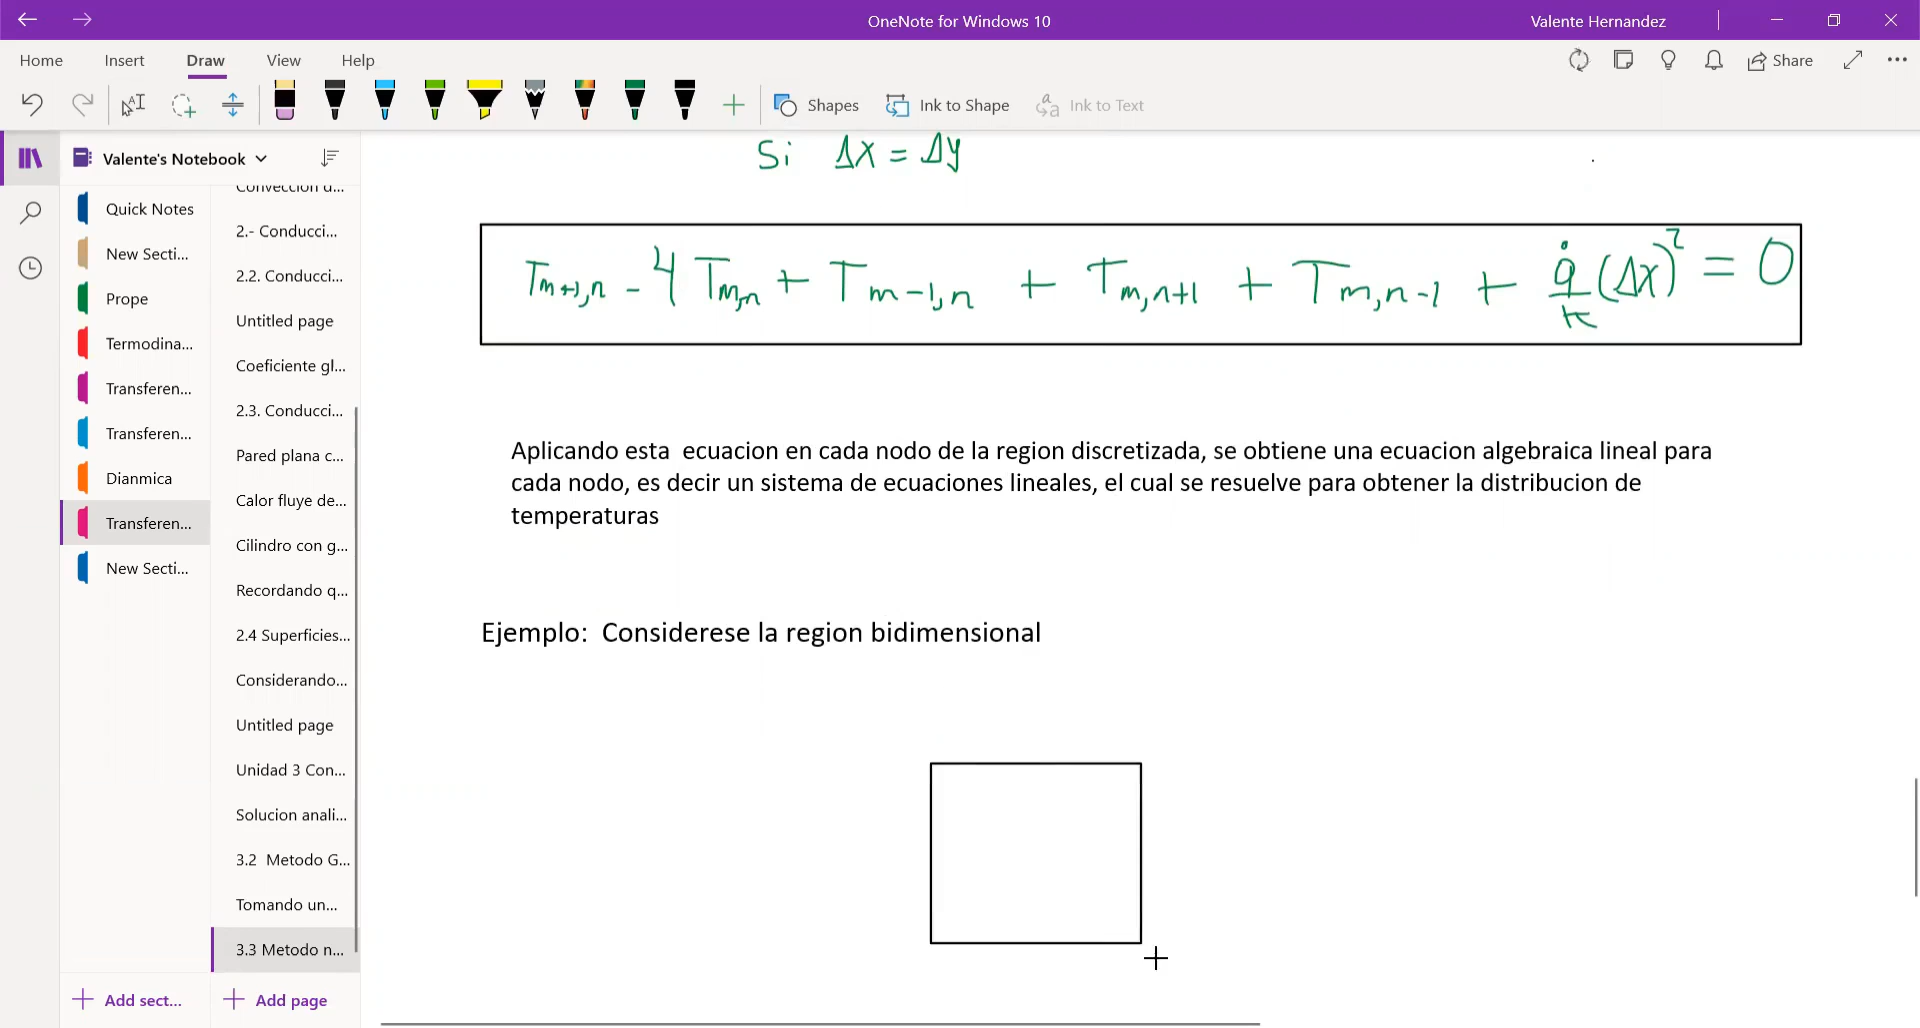 OneNote for Windows 10
Valente Hernandez
Home Insert Draw View Help
Share
Shapes
Ink to Shape
Ink to Text
Valente's Notebook
Quick Notes
New Secti...
Prope
Termodina...
Transferen...
Transferen...
Dianmica
Transferen...
New Secti...
Add sect...
Conveccion d...
2.- Conducci...
2.2. Conducci...
Untitled page
Coeficiente gl...
2.3. Conducci...
Pared plana c...
Calor fluye de...
Cilindro con g...
Recordando q...
2.4 Superficies...
Considerando...
Untitled page
Unidad 3 Con...
Solucion anali...
3.2 Metodo G...
Tomando un...
3.3 Metodo n...
Add page
Si Δx = Δy
T_{m+1,n} - 4 T_{m,n} + T_{m-1,n} + T_{m,n+1} + T_{m,n-1} + q̇/k (Δx)² = 0
Aplicando esta ecuacion en cada nodo de la region discretizada, se obtiene una ecuacion algebraica lineal para
cada nodo, es decir un sistema de ecuaciones lineales, el cual se resuelve para obtener la distribucion de
temperaturas
Ejemplo: Considerese la region bidimensional